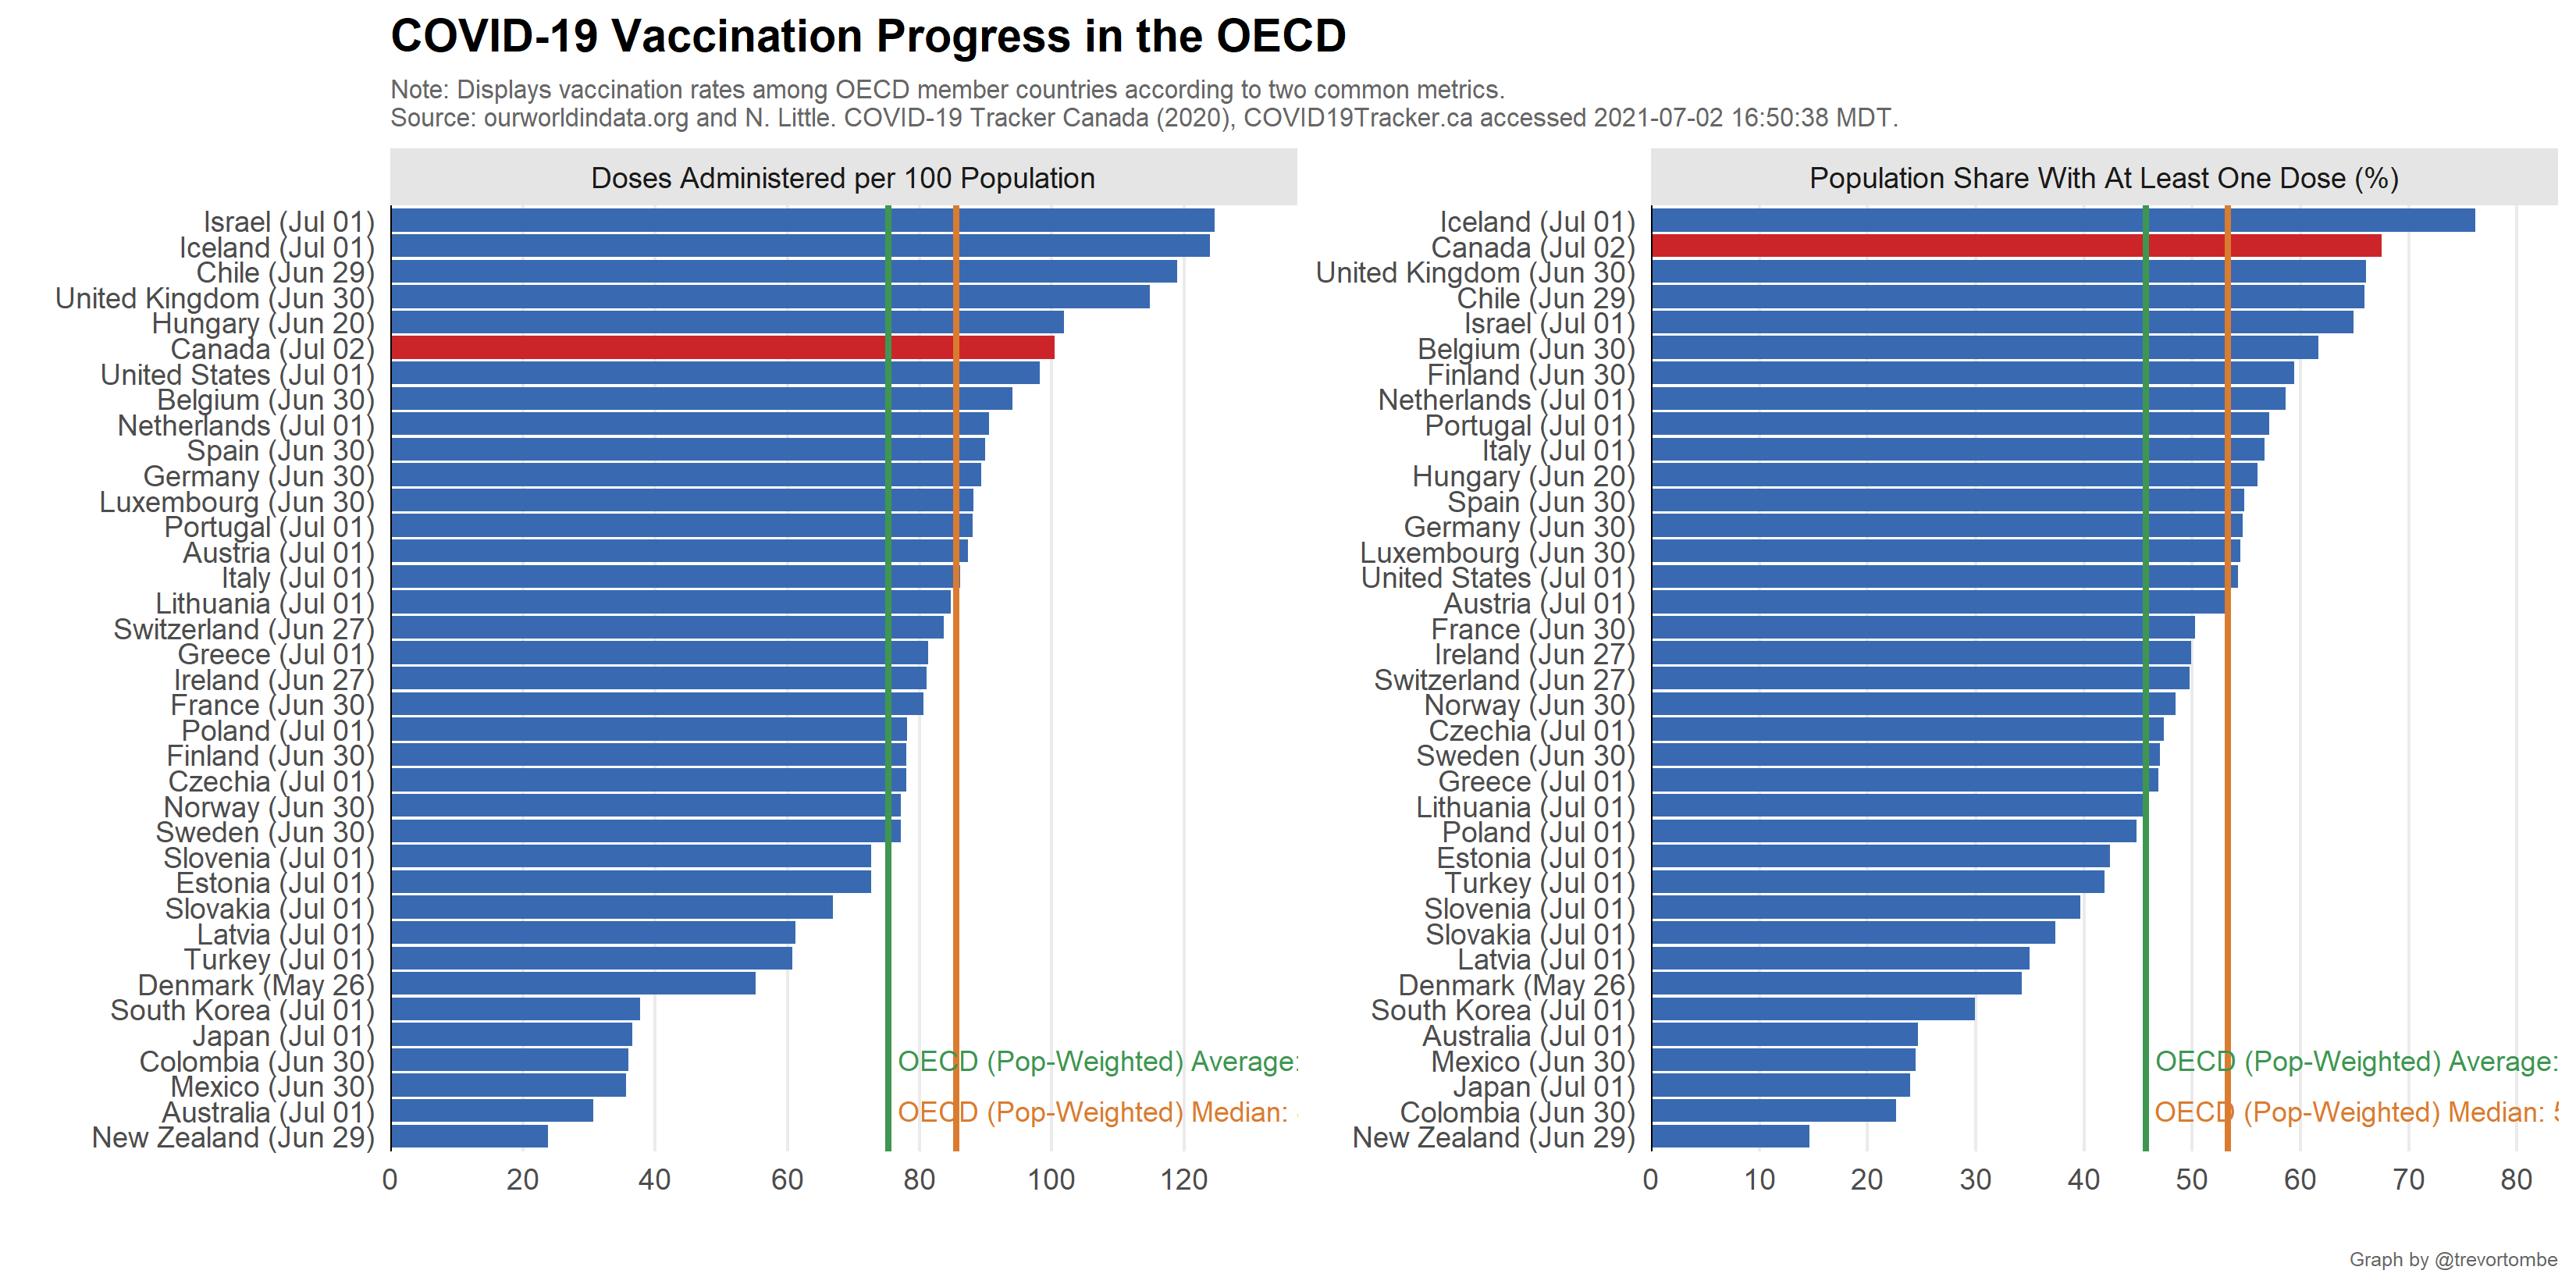 COVID-19 Vaccination Progress in the OECD
Note: Displays vaccination rates among OECD member countries according to two common metrics.
Source: ourworldindata.org and N. Little. COVID-19 Tracker Canada (2020), COVID19Tracker.ca accessed 2021-07-02 16:50:38 MDT.
Doses Administered per 100 Population
Israel (Jul 01)
Iceland (Jul 01)
Chile (Jun 29)
United Kingdom (Jun 30)
Hungary (Jun 20)
Canada (Jul 02)
United States (Jul 01)
Belgium (Jun 30)
Netherlands (Jul 01)
Spain (Jun 30)
Germany (Jun 30)
Luxembourg (Jun 30)
Portugal (Jul 01)
Austria (Jul 01)
Italy (Jul 01)
Lithuania (Jul 01)
Switzerland (Jun 27)
Greece (Jul 01)
Ireland (Jun 27)
France (Jun 30)
Poland (Jul 01)
Finland (Jun 30)
Czechia (Jul 01)
Norway (Jun 30)
Sweden (Jun 30)
Slovenia (Jul 01)
Estonia (Jul 01)
Slovakia (Jul 01)
Latvia (Jul 01)
Turkey (Jul 01)
Denmark (May 26)
South Korea (Jul 01)
Japan (Jul 01)
Colombia (Jun 30)
Mexico (Jun 30)
Australia (Jul 01)
New Zealand (Jun 29)
OECD (Pop-Weighted) Average:
OECD (Pop-Weighted) Median:
0 20 40 60 80 100 120
Population Share With At Least One Dose (%)
Iceland (Jul 01)
Canada (Jul 02)
United Kingdom (Jun 30)
Chile (Jun 29)
Israel (Jul 01)
Belgium (Jun 30)
Finland (Jun 30)
Netherlands (Jul 01)
Portugal (Jul 01)
Italy (Jul 01)
Hungary (Jun 20)
Spain (Jun 30)
Germany (Jun 30)
Luxembourg (Jun 30)
United States (Jul 01)
Austria (Jul 01)
France (Jun 30)
Ireland (Jun 27)
Switzerland (Jun 27)
Norway (Jun 30)
Czechia (Jul 01)
Sweden (Jun 30)
Greece (Jul 01)
Lithuania (Jul 01)
Poland (Jul 01)
Estonia (Jul 01)
Turkey (Jul 01)
Slovenia (Jul 01)
Slovakia (Jul 01)
Latvia (Jul 01)
Denmark (May 26)
South Korea (Jul 01)
Australia (Jul 01)
Mexico (Jun 30)
Japan (Jul 01)
Colombia (Jun 30)
New Zealand (Jun 29)
OECD (Pop-Weighted) Average:
OECD (Pop-Weighted) Median:
0 10 20 30 40 50 60 70 80
Graph by @trevortombe